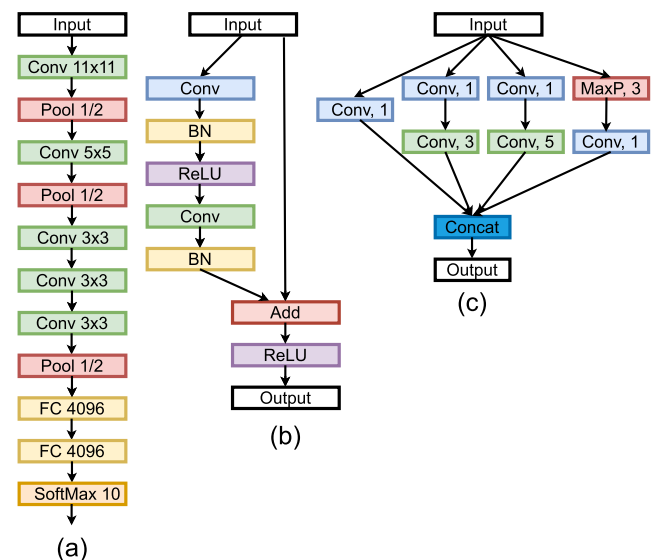 Input
Conv 11x11
Pool 1/2
Conv 5x5
Pool 1/2
Conv 3x3
Conv 3x3
Conv 3x3
Pool 1/2
FC 4096
FC 4096
SoftMax 10
(a)
Input
Conv
BN
ReLU
Conv
BN
Add
ReLU
Output
(b)
Input
Conv, 1
Conv, 1
Conv, 3
Conv, 1
Conv, 5
MaxP, 3
Conv, 1
Concat
Output
(c)